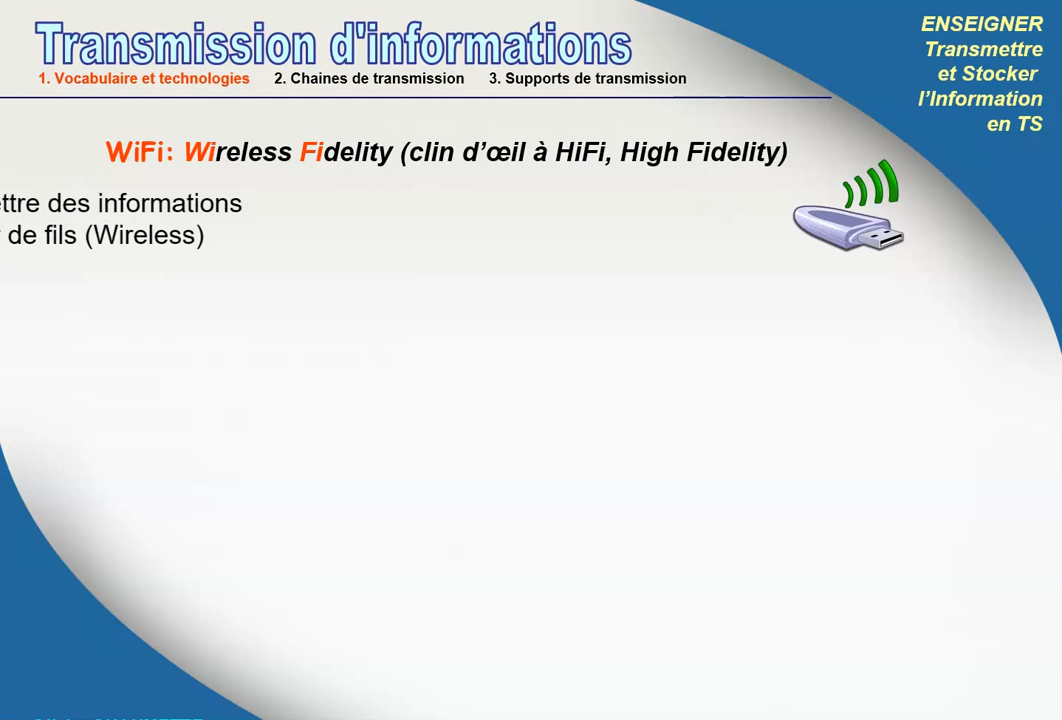 Transmission d'informations
1. Vocabulaire et technologies 2. Chaines de transmission 3. Supports de transmission
ENSEIGNER
Transmettre
et Stocker
l’Information
en TS
WiFi: Wireless Fidelity (clin d’œil à HiFi, High Fidelity)
des informations
de fils (Wireless)